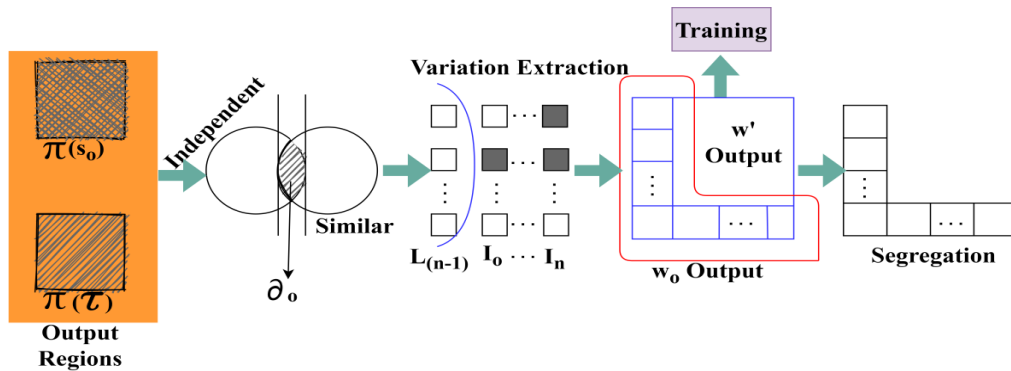 π(s₀)
π(τ)
Output
Regions
Independent
Similar
∂₀
Variation Extraction
⋮ ⋮ ⋮
... ...
L(n-1) I₀ ... Iₙ
Training
w'
Output
⋮
...
w₀ Output
⋮
...
Segregation